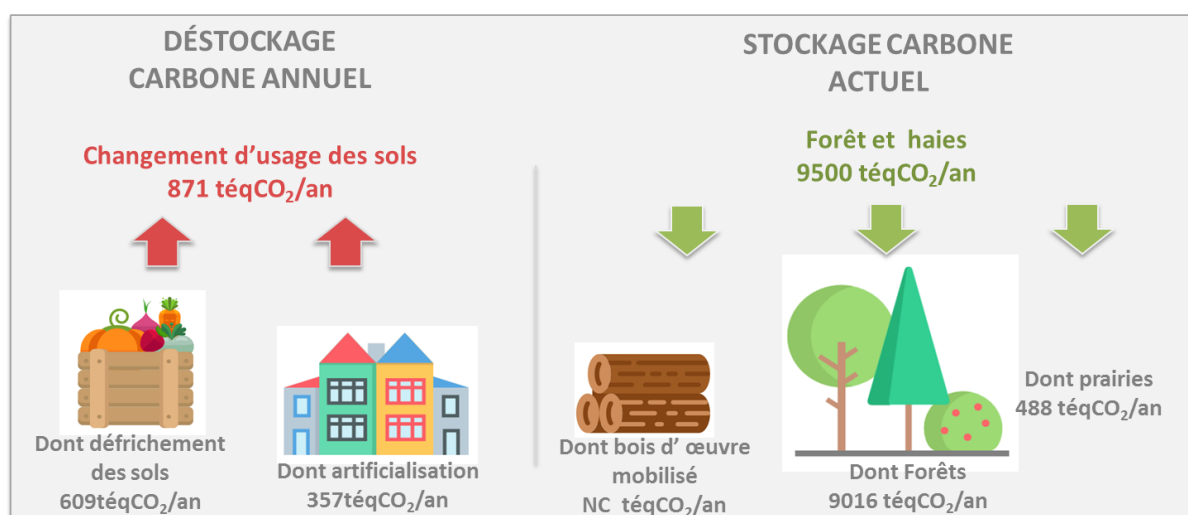 DÉSTOCKAGE
CARBONE ANNUEL
Changement d'usage des sols
871 téqCO₂/an
Dont défrichement
des sols
609téqCO₂/an
Dont artificialisation
357téqCO₂/an
STOCKAGE CARBONE
ACTUEL
Forêt et haies
9500 téqCO₂/an
Dont bois d' œuvre
mobilisé
NC téqCO₂/an
Dont Forêts
9016 téqCO₂/an
Dont prairies
488 téqCO₂/an